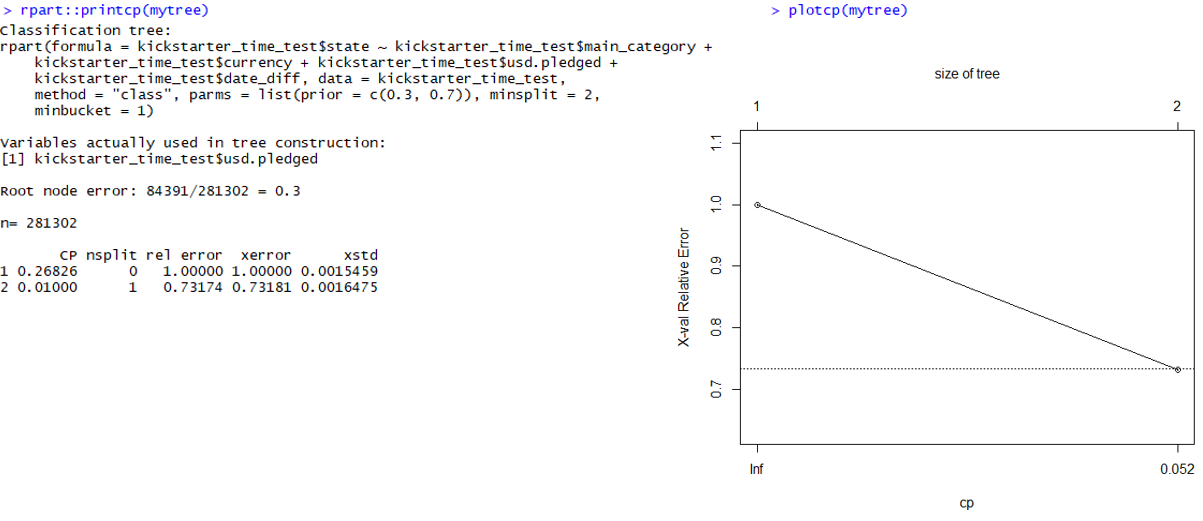 > rpart::printcp(mytree)
Classification tree:
rpart(formula = kickstarter_time_test$state ~ kickstarter_time_test$main_category +
    kickstarter_time_test$currency + kickstarter_time_test$usd.pledged +
    kickstarter_time_test$date_diff, data = kickstarter_time_test,
    method = "class", parms = list(prior = c(0.3, 0.7)), minsplit = 2,
    minbucket = 1)

Variables actually used in tree construction:
[1] kickstarter_time_test$usd.pledged

Root node error: 84391/281302 = 0.3

n= 281302

       CP nsplit rel error  xerror      xstd
1 0.26826      0   1.00000 1.00000 0.0015459
2 0.01000      1   0.73174 0.73181 0.0016475
> plotcp(mytree)
size of tree
1 2
1.1
1.0
0.9
0.8
0.7
X-val Relative Error
Inf 0.052
cp